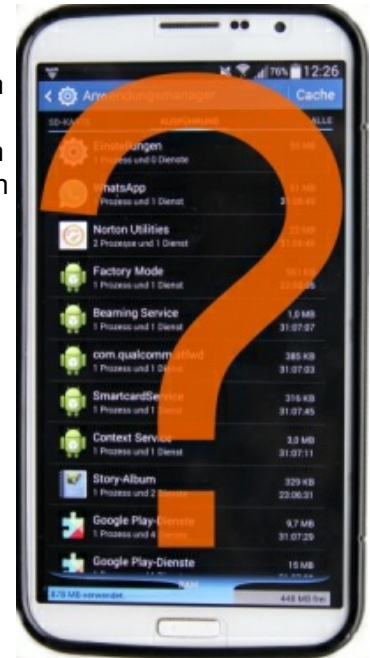 76% 12:26
Anwendungsmanager Cache
SD-KARTE AUSFÜHRUNG ALLE
Einstellungen
1 Prozess und 0 Dienste
WhatsApp
1 Prozess und 1 Dienst
Norton Utilities
2 Prozesse und 1 Dienst
Factory Mode
1 Prozess und 1 Dienst
Beaming Service 1,0 MB
1 Prozess und 1 Dienst 31:07:07
385 KB
1 Prozess und 1 Dienst 31:07:03
SmartcardService 316 KB
1 Prozess und 1 Dienst 31:07:45
Context Service 3,0 MB
1 Prozess und 1 Dienst 31:07:11
Story-Album 329 KB
1 Prozess und 2 23:06:31
Google Play-Dienste 9,7 MB
1 Prozess und 4 31:07:29
Google Play-Dienste 15 MB
RAM
478 MB verwendet 448 MB frei
?